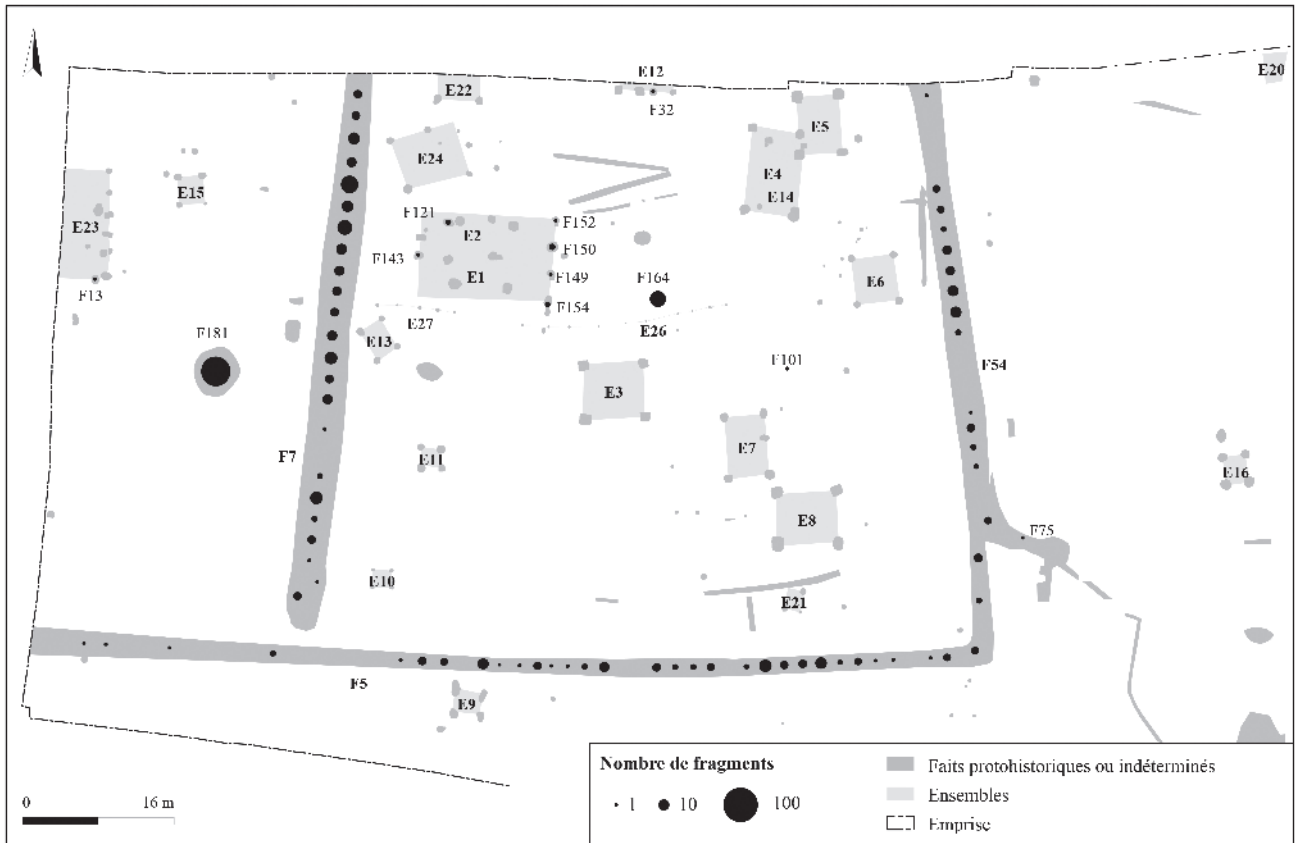 E12
E20
E22
F32
E5
E24
E4
E15
E14
F121
F152
E2
E23
F150
F143
E1
F149
F164
E6
F13
F154
E27
E26
E13
F181
F101
F54
E3
E7
F7
E11
E16
E8
F75
E10
E21
F5
E9
Nombre de fragments
1 10 100
Faits protohistoriques ou indéterminés
Ensembles
Emprise
0 16 m